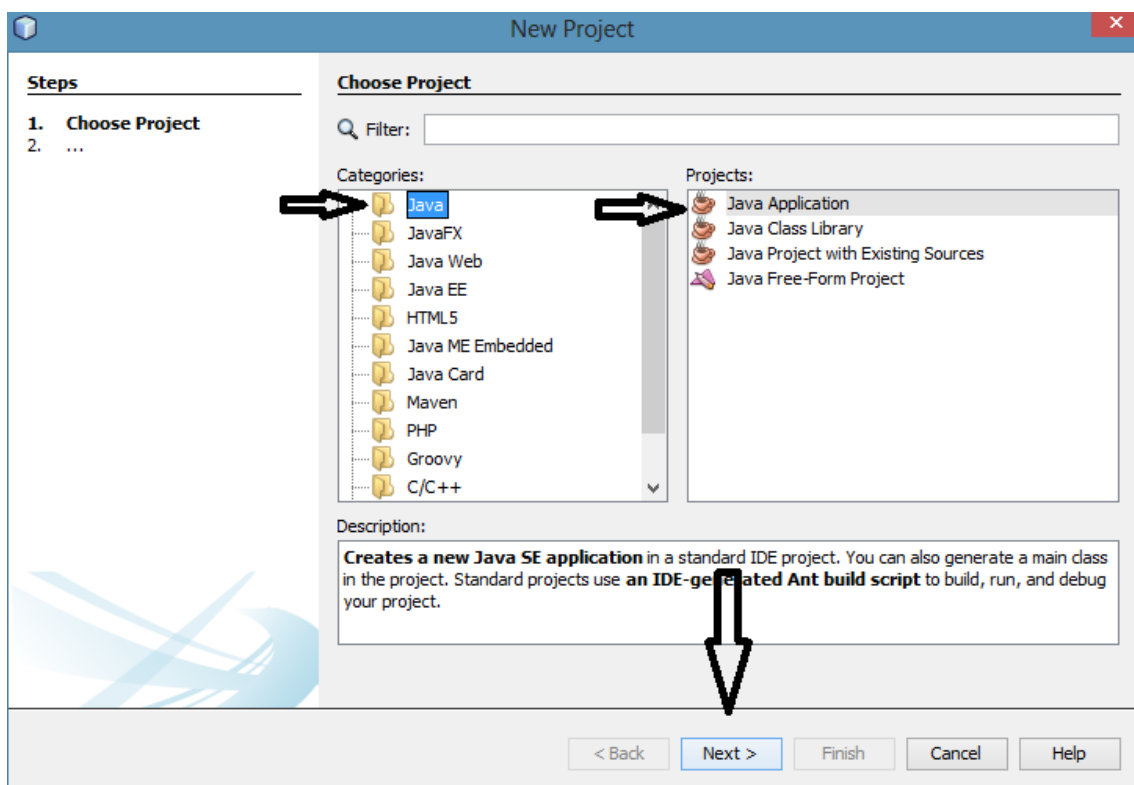 New Project
Steps
1. Choose Project
2. ...
Choose Project
Filter:
Categories:
Java
JavaFX
Java Web
Java EE
HTML5
Java ME Embedded
Java Card
Maven
PHP
Groovy
C/C++
Projects:
Java Application
Java Class Library
Java Project with Existing Sources
Java Free-Form Project
Description:
Creates a new Java SE application in a standard IDE project. You can also generate a main class
in the project. Standard projects use an IDE-generated Ant build script to build, run, and debug
your project.
< Back Next > Finish Cancel Help